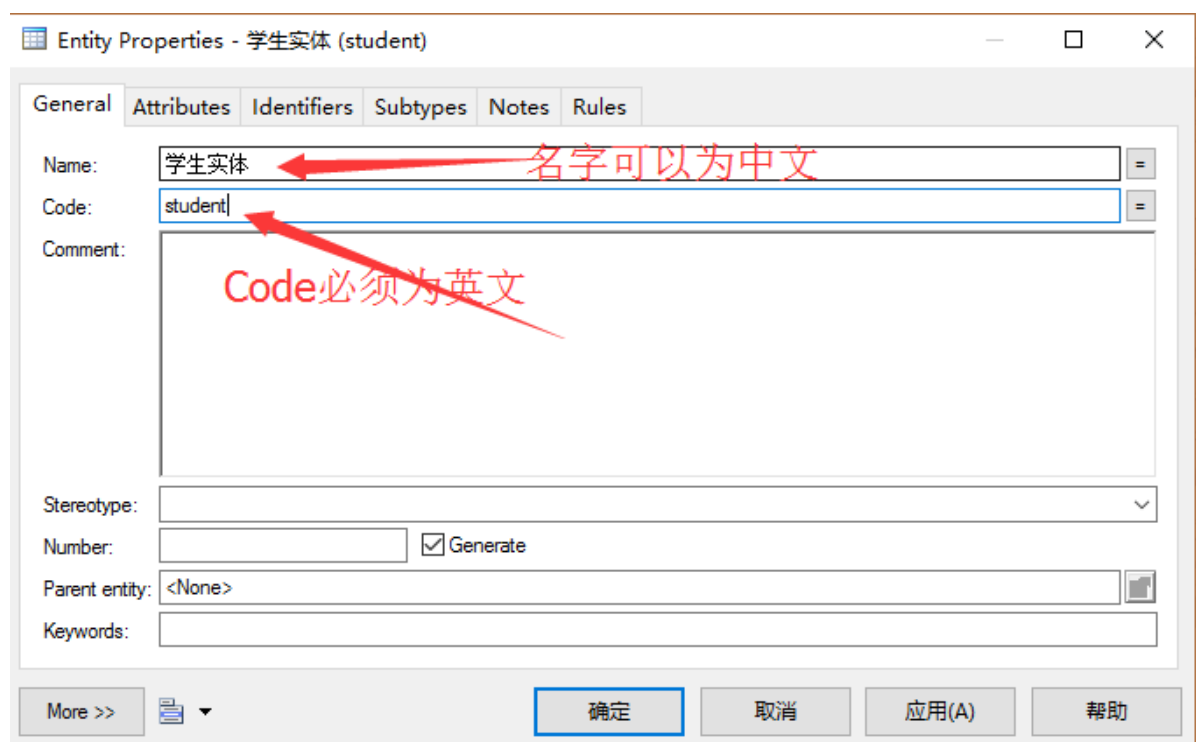 Entity Properties - 学生实体 (student)
General Attributes Identifiers Subtypes Notes Rules
Name: 学生实体 名字可以为中文 =
Code: student =
Comment:
Code必须为英文
Stereotype:
Number: Generate
Parent entity: <None>
Keywords:
More >> 确定 取消 应用(A) 帮助